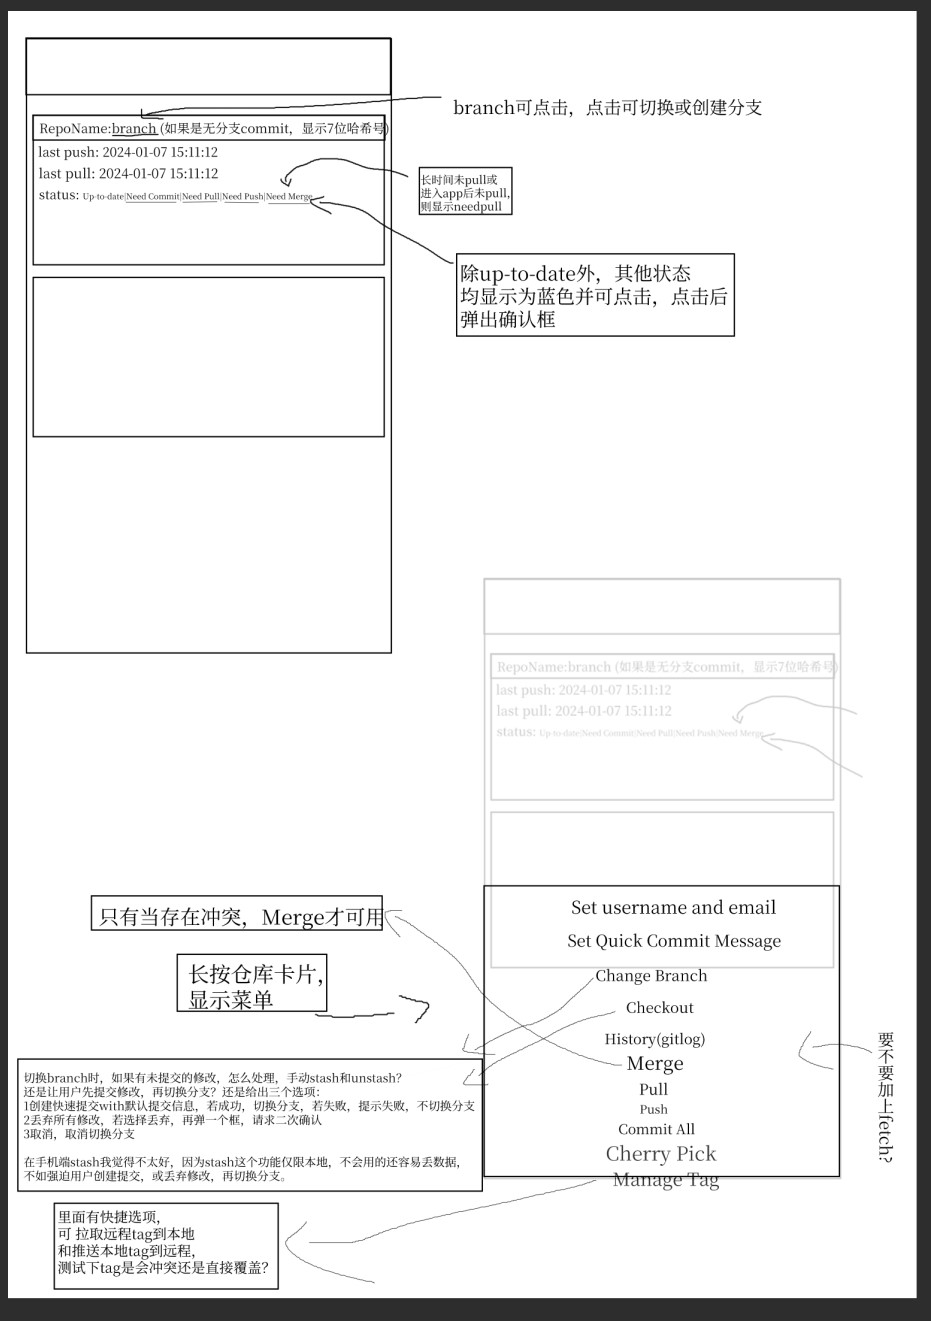 branch可点击，点击可切换或创建分支
RepoName:branch (如果是无分支commit，显示7位哈希号)
last push: 2024-01-07 15:11:12
last pull: 2024-01-07 15:11:12
status: Up-to-date|Need Commit|Need Pull|Need Push|Need Merge
长时间未pull或
进入app后未pull,
则显示needpull
除up-to-date外，其他状态
均显示为蓝色并可点击，点击后
弹出确认框
RepoName:branch (如果是无分支commit，显示7位哈希号)
last push: 2024-01-07 15:11:12
last pull: 2024-01-07 15:11:12
status: Up-to-date|Need Commit|Need Pull|Need Push|Need Merge
只有当存在冲突，Merge才可用
长按仓库卡片,
显示菜单
Set username and email
Set Quick Commit Message
Change Branch
Checkout
History(gitlog)
Merge
Pull
Push
Commit All
Cherry Pick
Manage Tag
要不要加上fetch?
切换branch时，如果有未提交的修改，怎么处理，手动stash和unstash?
还是让用户先提交修改，再切换分支？还是给出三个选项：
1创建快速提交with默认提交信息，若成功，切换分支，若失败，提示失败，不切换分支
2丢弃所有修改，若选择丢弃，再弹一个框，请求二次确认
3取消，取消切换分支
在手机端stash我觉得不太好，因为stash这个功能仅限本地，不会用的还容易丢数据，
不如强迫用户创建提交，或丢弃修改，再切换分支。
里面有快捷选项，
可 拉取远程tag到本地
和推送本地tag到远程，
测试下tag是会冲突还是直接覆盖？